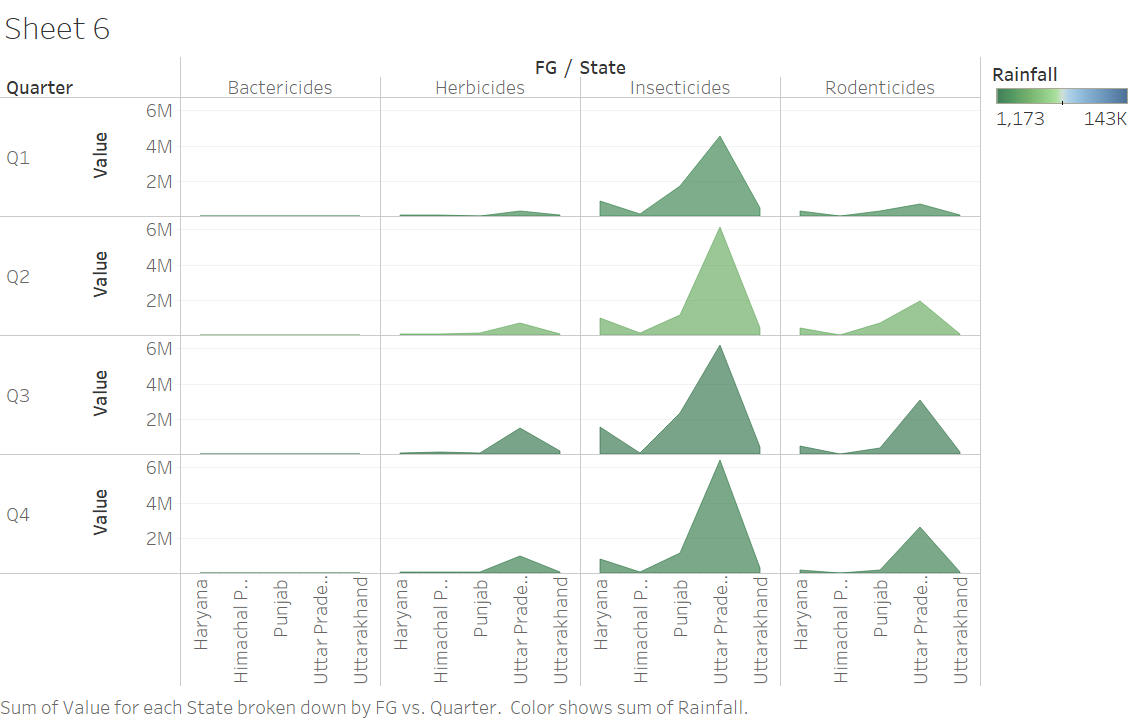 Sheet 6
FG / State
Quarter Bactericides Herbicides Insecticides Rodenticides
Rainfall
1,173 143K
Q1 Value 6M 4M 2M
Q2 Value 6M 4M 2M
Q3 Value 6M 4M 2M
Q4 Value 6M 4M 2M
Haryana Himachal P.. Punjab Uttar Prade.. Uttarakhand Haryana Himachal P.. Punjab Uttar Prade.. Uttarakhand Haryana Himachal P.. Punjab Uttar Prade.. Uttarakhand Haryana Himachal P.. Punjab Uttar Prade.. Uttarakhand
Sum of Value for each State broken down by FG vs. Quarter.  Color shows sum of Rainfall.